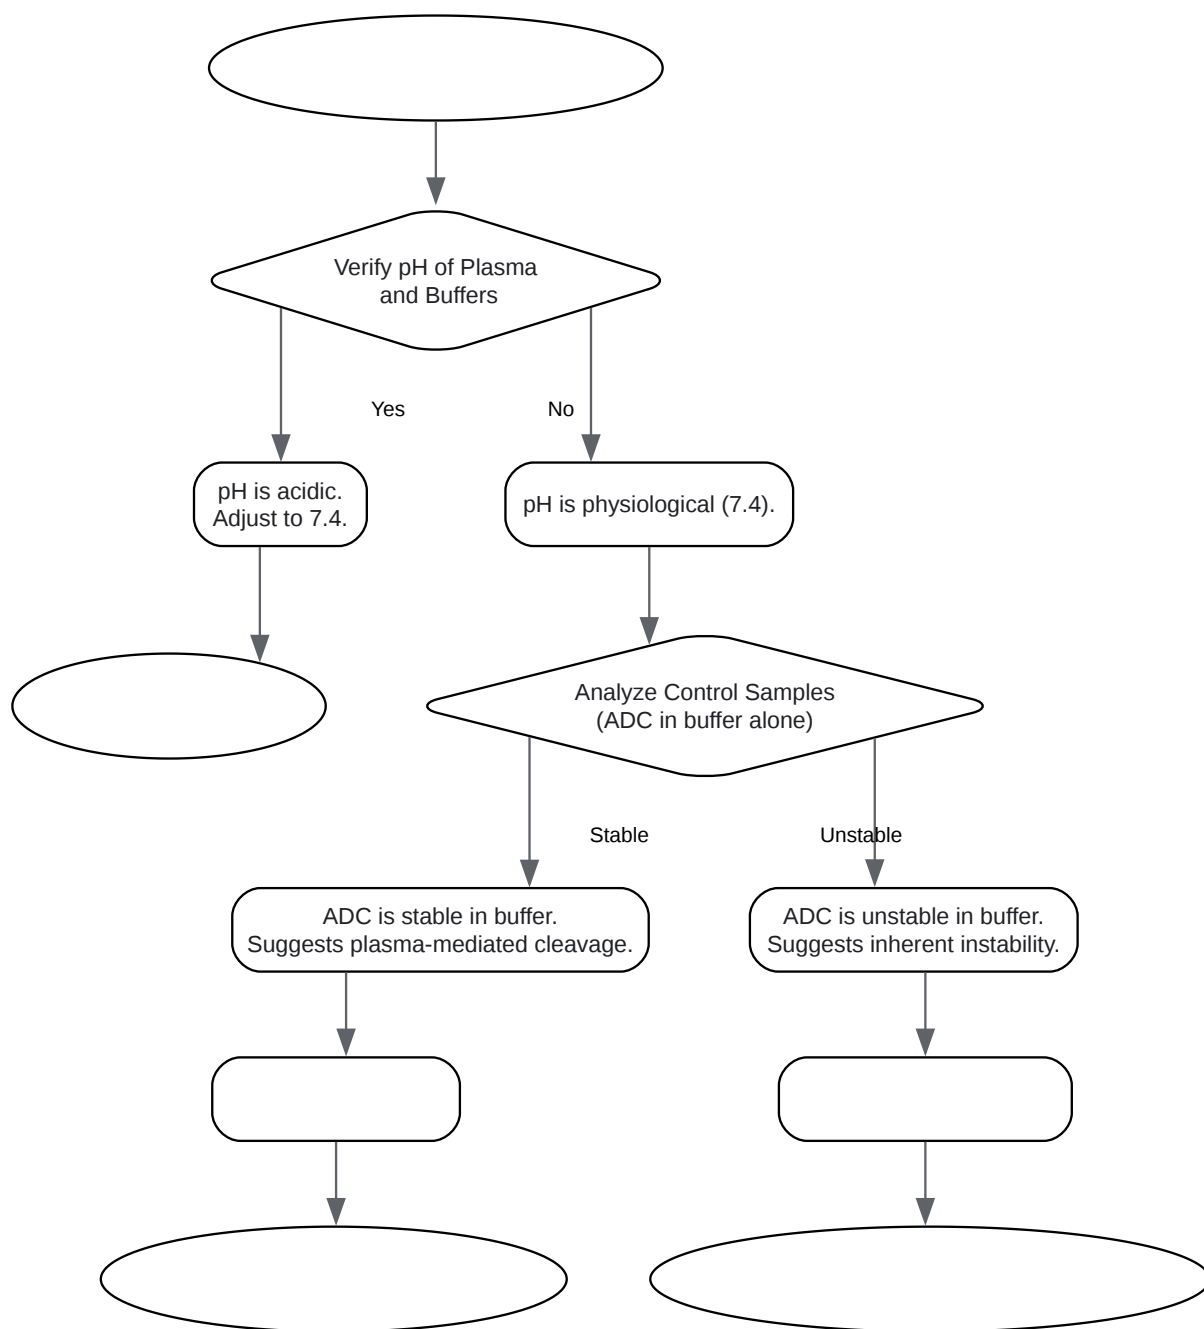 Verify pH of Plasma
and Buffers
Yes
No
pH is acidic.
Adjust to 7.4.
pH is physiological (7.4).
Analyze Control Samples
(ADC in buffer alone)
Stable
Unstable
ADC is stable in buffer.
Suggests plasma-mediated cleavage.
ADC is unstable in buffer.
Suggests inherent instability.